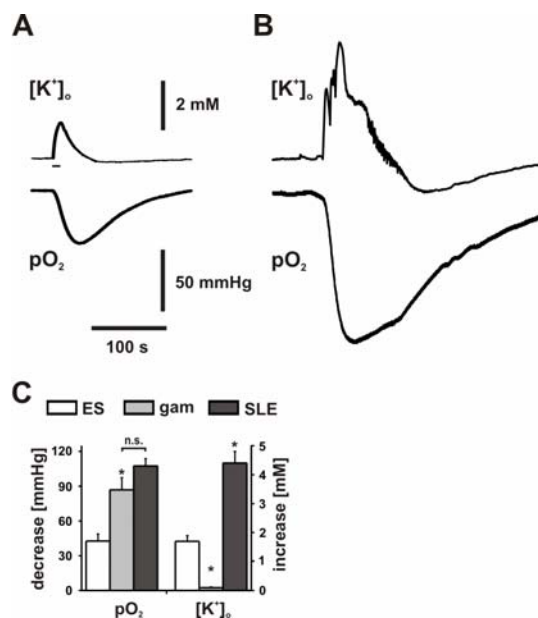 A
B
[K⁺]ₒ
2 mM
[K⁺]ₒ
pO₂
50 mmHg
pO₂
100 s
C
ES gam SLE
n.s.
* *
*
decrease [mmHg]
120
90
60
30
0
5
4
3
2
1
0
increase [mM]
pO₂ [K⁺]ₒ